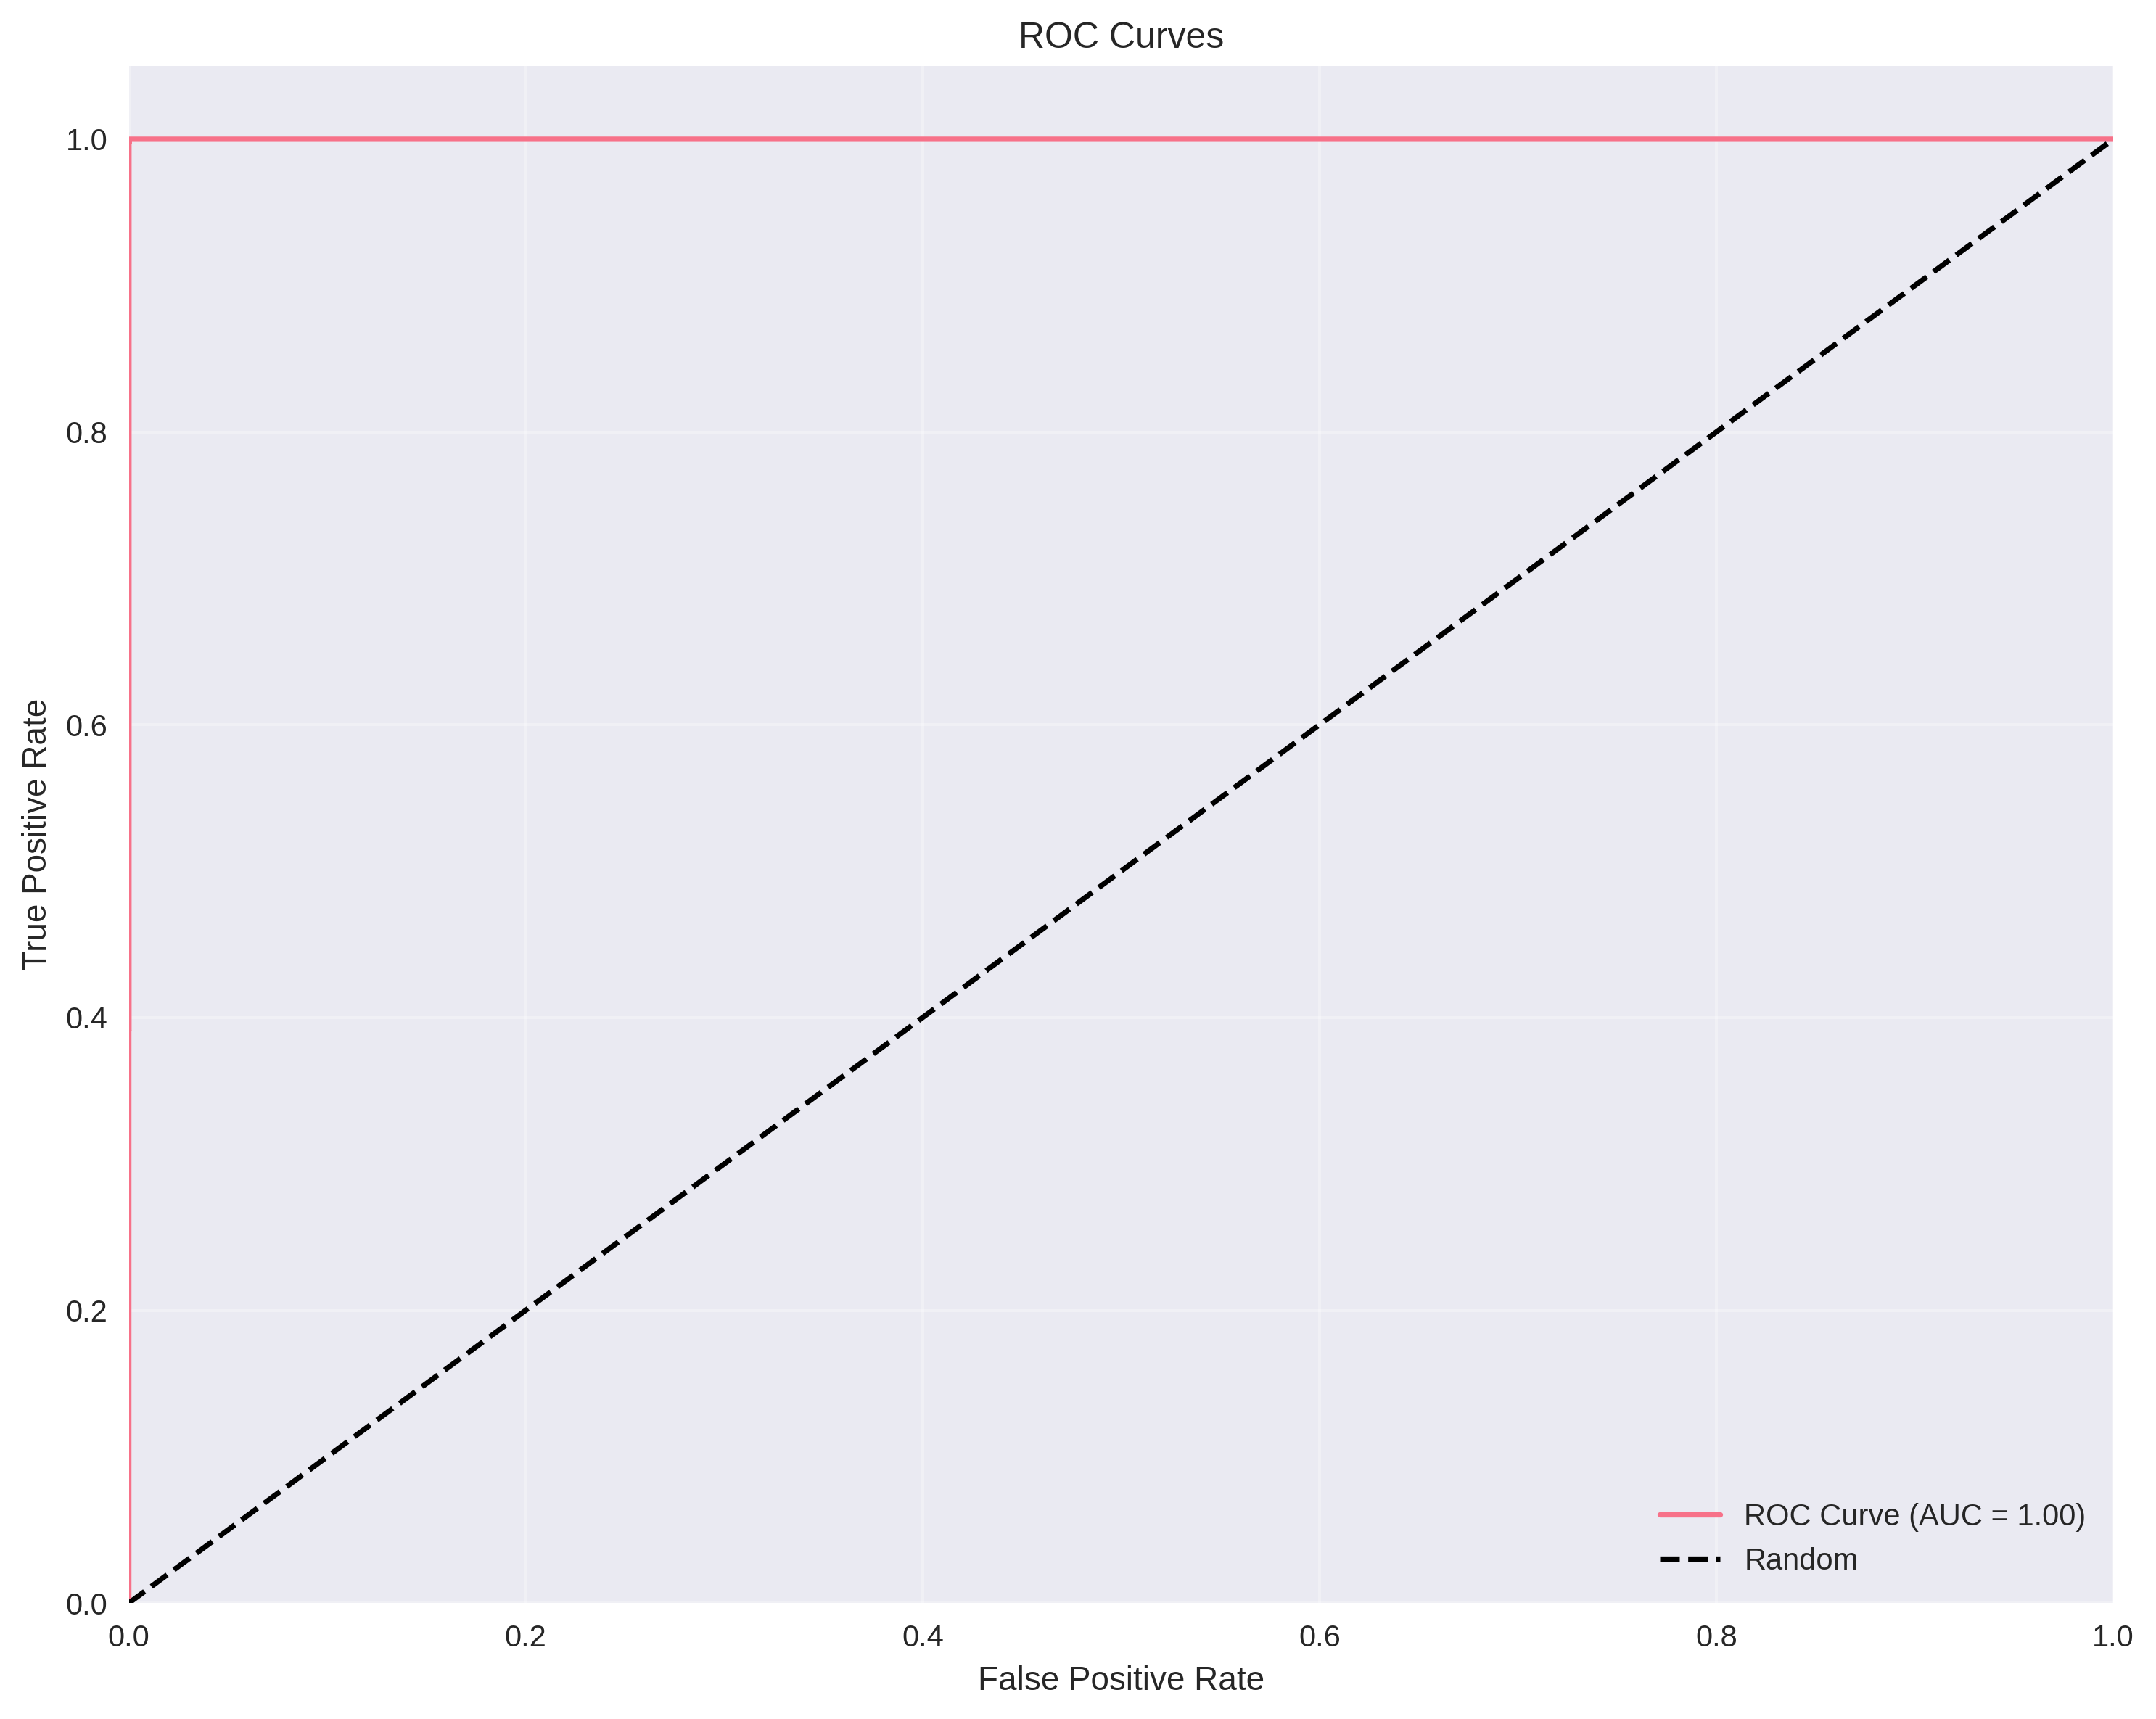 ROC Curves
True Positive Rate
1.0
0.8
0.6
0.4
0.2
0.0
0.0 0.2 0.4 0.6 0.8 1.0
False Positive Rate
ROC Curve (AUC = 1.00)
Random